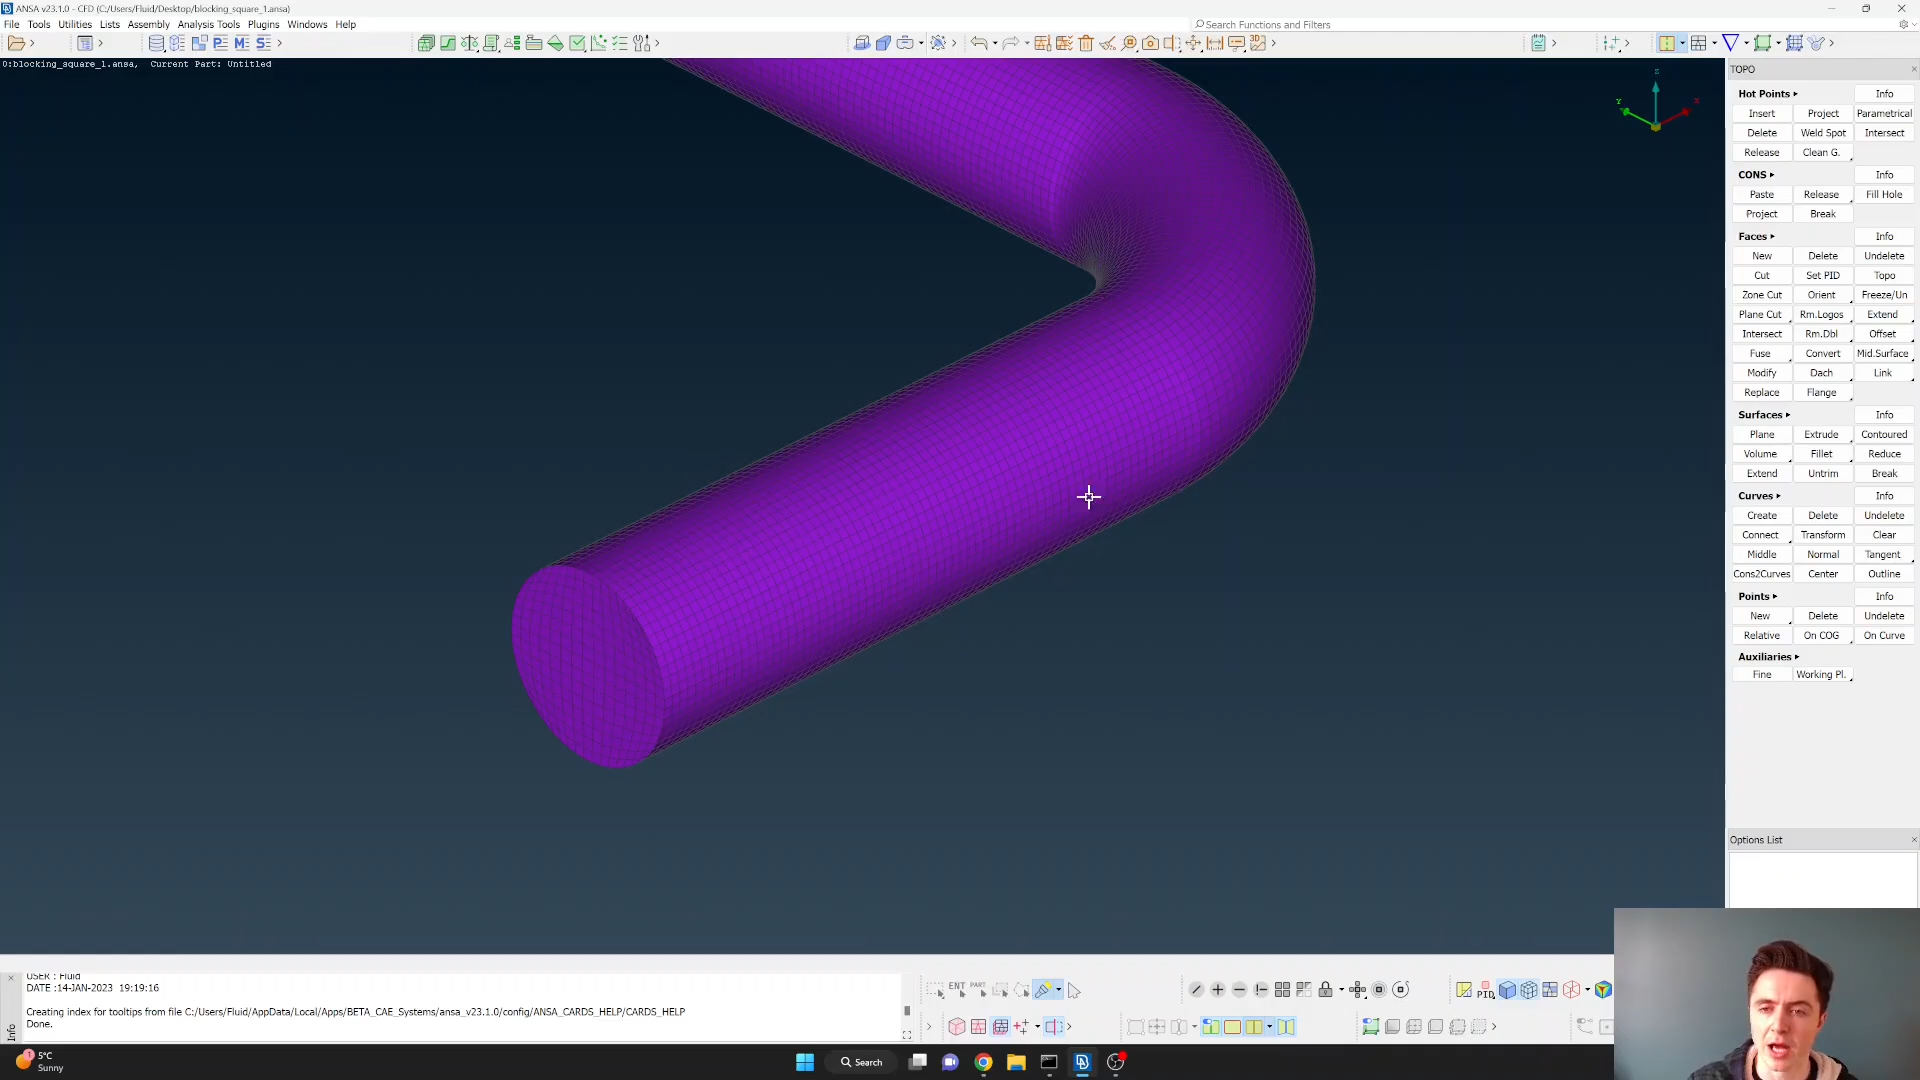 ANSA v23.1.0 - CFD (C:/Users/Fluid/Desktop/blocking_square_1.ansa)
File Tools Utilities Lists Assembly Analysis Tools Plugins Windows Help
Search Functions and Filters
0:blocking_square_1.ansa, Current Part: Untitled
Z
Y
X
TOPO
Hot Points Info
Insert Project Parametrical
Delete Weld Spot Intersect
Release Clean G.
CONS Info
Paste Release Fill Hole
Project Break
Faces Info
New Delete Undelete
Cut Set PID Topo
Zone Cut Orient Freeze/Un
Plane Cut Rm.Logos Extend
Intersect Rm.Dbl Offset
Fuse Convert Mid.Surface
Modify Dach Link
Replace Flange
Surfaces Info
Plane Extrude Contoured
Volume Fillet Reduce
Extend Untrim Break
Curves Info
Create Delete Undelete
Connect Transform Clear
Middle Normal Tangent
Cons2Curves Center Outline
Points Info
New Delete Undelete
Relative On COG On Curve
Auxiliaries
Fine Working Pl.
Options List
USER : Fluid
DATE :14-JAN-2023 19:19:16
Creating index for tooltips from file C:/Users/Fluid/AppData/Local/Apps/BETA_CAE_Systems/ansa_v23.1.0/config/ANSA_CARDS_HELP/CARDS_HELP
Done.
Info
ENT PART
PID
5°C
Sunny
Search